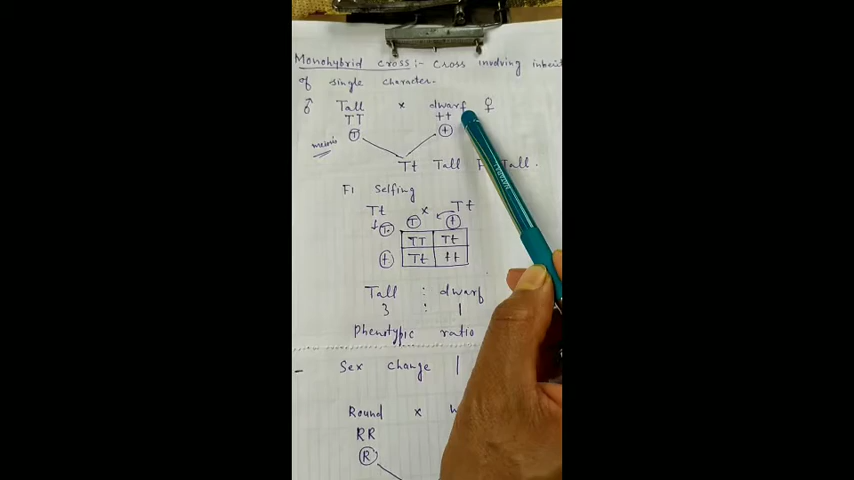 Monohybrid cross :- Cross involving
of single character.
♂ Tall x dwarf ♀
TT tt
T t
meiosis
Tt Tall Tall.
F1 Selfing
Tt x Tt
T t
T TT Tt
t Tt tt
Tall : dwarf
3 : 1
Phenotypic ratio
- Sex change
Round x
RR
R